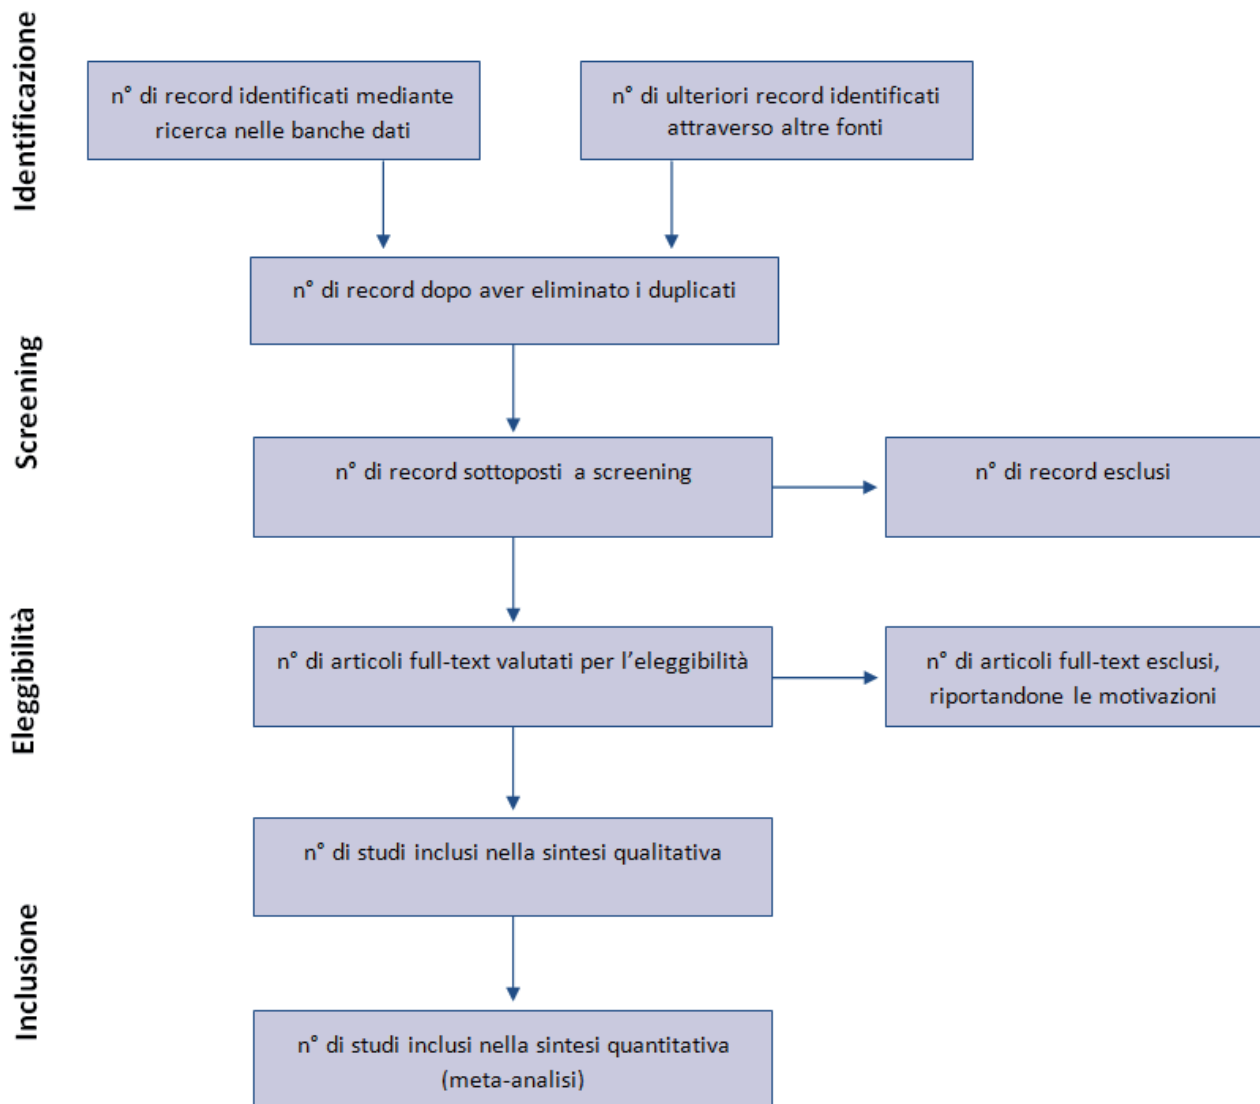 Identificazione
n° di record identificati mediante
ricerca nelle banche dati
n° di ulteriori record identificati
attraverso altre fonti
n° di record dopo aver eliminato i duplicati
Screening
n° di record sottoposti a screening
n° di record esclusi
Eleggibilità
n° di articoli full-text valutati per l’eleggibilità
n° di articoli full-text esclusi,
riportandone le motivazioni
n° di studi inclusi nella sintesi qualitativa
Inclusione
n° di studi inclusi nella sintesi quantitativa
(meta-analisi)